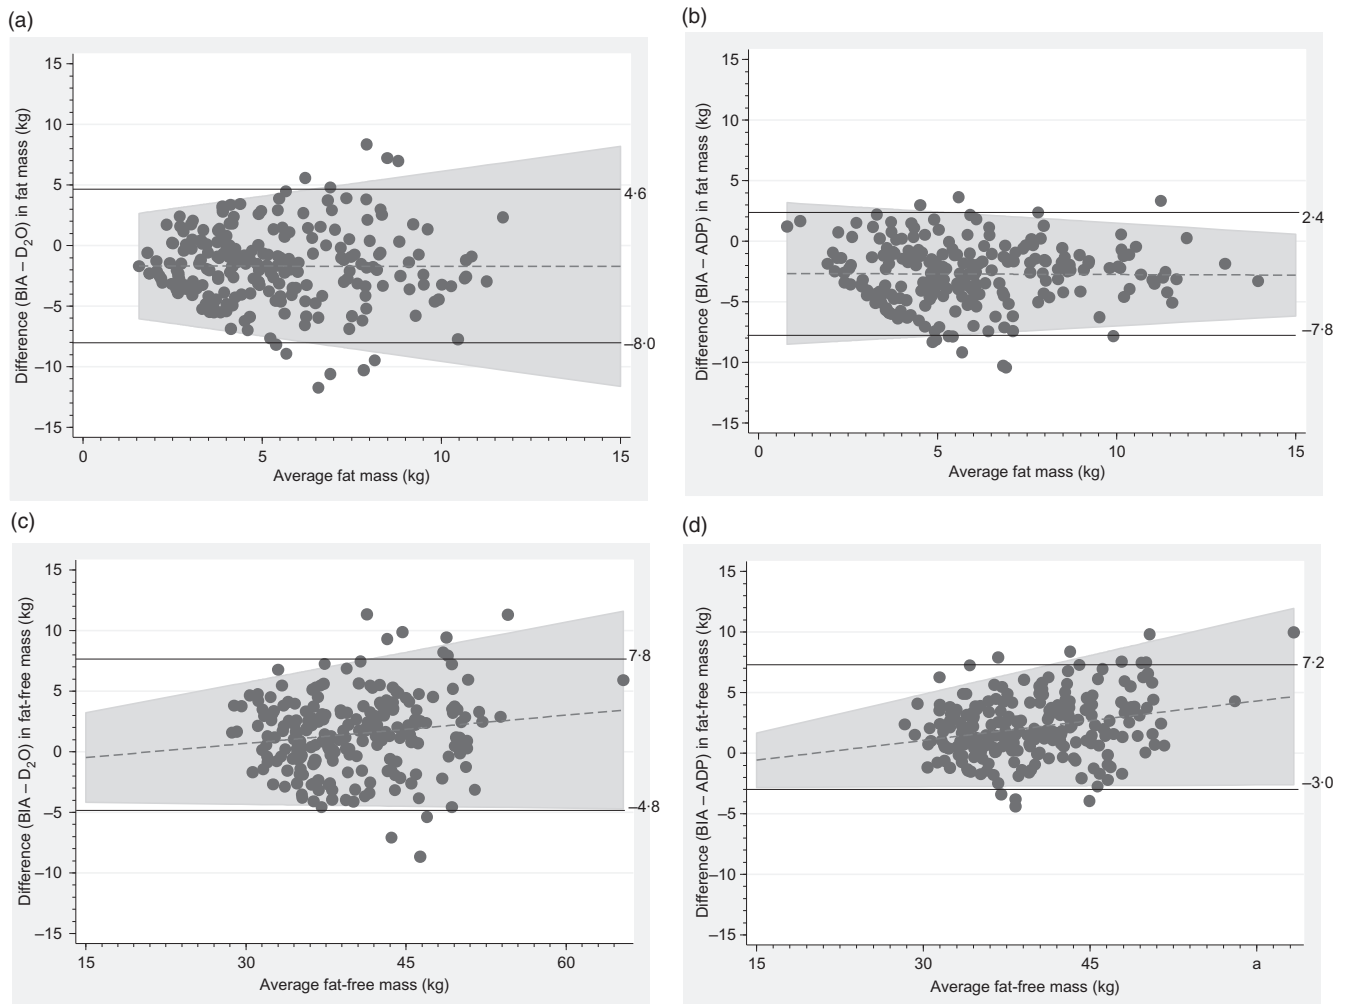 (a)
15
10
5
0
–5
–10
–15
Difference (BIA – D2O) in fat mass (kg)
4·6
–8·0
0 5 10 15
Average fat mass (kg)
(b)
15
10
5
0
–5
–10
–15
Difference (BIA – ADP) in fat mass (kg)
2·4
–7·8
0 5 10 15
Average fat mass (kg)
(c)
15
10
5
0
–5
–10
–15
Difference (BIA – D2O) in fat-free mass (kg)
7·8
–4·8
15 30 45 60
Average fat-free mass (kg)
(d)
15
10
5
0
–5
–10
–15
Difference (BIA – ADP) in fat-free mass (kg)
7·2
–3·0
15 30 45 a
Average fat-free mass (kg)